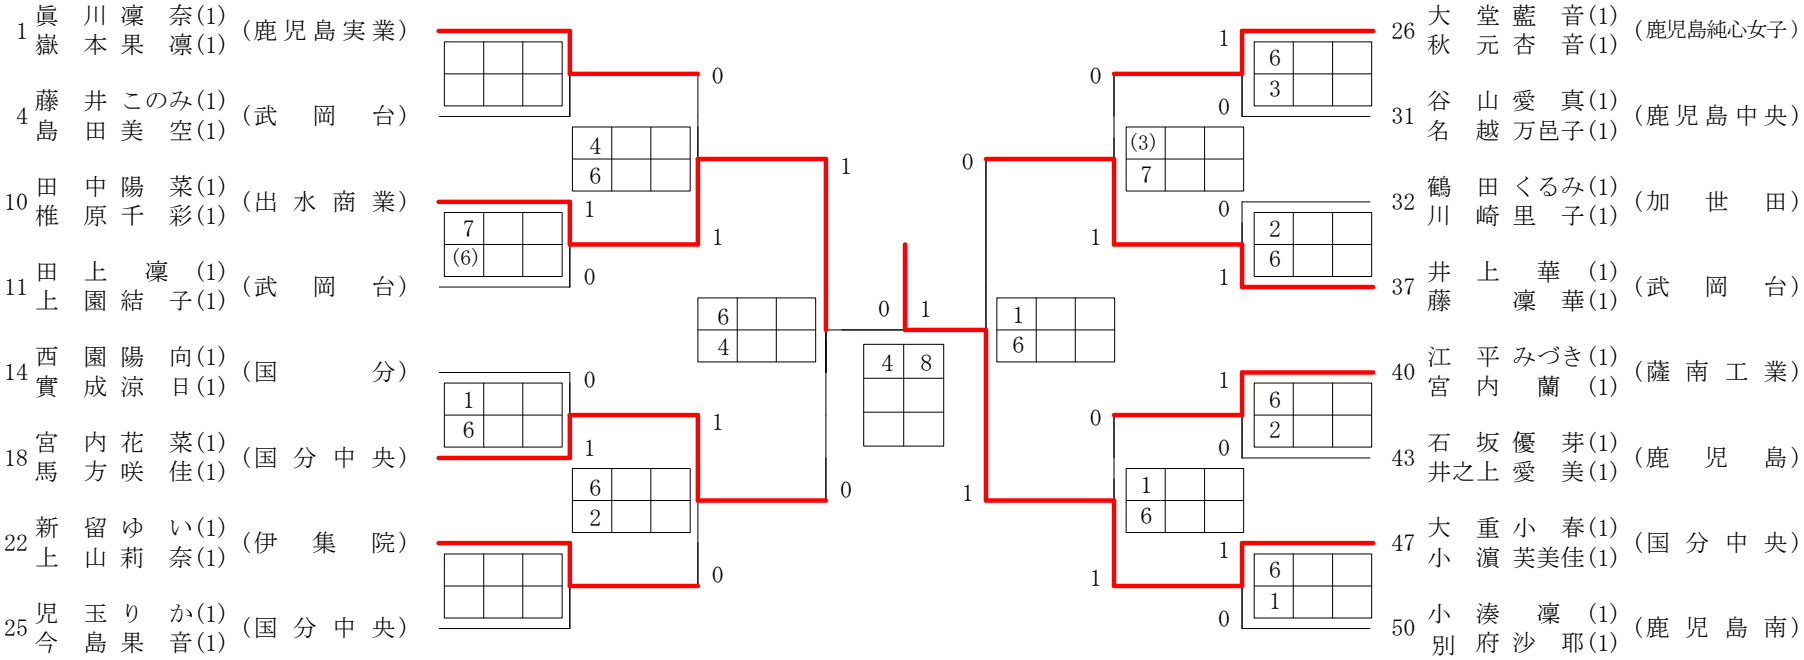 1 眞 川 凜 奈(1) (鹿児島実業)
嶽 本 果 凛(1)
4 藤 井 このみ(1) (武 岡 台)
島 田 美 空(1)
10 田 中 陽 菜(1) (出 水 商 業)
椎 原 千 彩(1)
11 田 上 凜 (1) (武 岡 台)
上 園 結 子(1)
14 西 園 陽 向(1) (国 分)
實 成 涼 日(1)
18 宮 内 花 菜(1) (国 分 中 央)
馬 方 咲 佳(1)
22 新 留 ゆ い(1) (伊 集 院)
上 山 莉 奈(1)
25 児 玉 り か(1) (国 分 中 央)
今 島 果 音(1)
7
(6)
1
0
1
6
0
1
0
4
6
1
1
6
2
0
1
6
4
0
0 1
4 8
0
1
6
1
0
(3)
7
1
0
1
6
1
1
6
3
0
0
2
6
1
1
6
2
0
1
6
1
0
26 大 堂 藍 音(1) (鹿児島純心女子)
秋 元 杏 音(1)
31 谷 山 愛 真(1) (鹿児島中央)
名 越 万邑子(1)
32 鶴 田 くるみ(1) (加 世 田)
川 崎 里 子(1)
37 井 上 華 (1) (武 岡 台)
藤 凜 華(1)
40 江 平 みづき(1) (薩 南 工 業)
宮 内 蘭 (1)
43 石 坂 優 芽(1) (鹿 児 島)
井之上 愛 美(1)
47 大 重 小 春(1) (国 分 中 央)
小 濵 芙美佳(1)
50 小 湊 凜 (1) (鹿 児 島 南)
別 府 沙 耶(1)